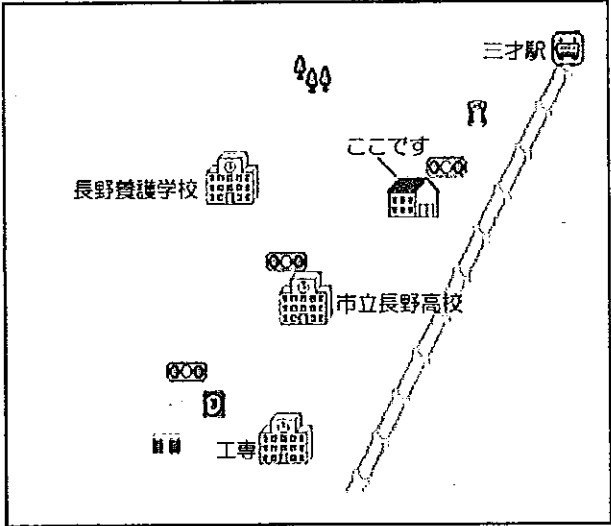 三才駅
ここです
長野養護学校
市立長野高校
工専